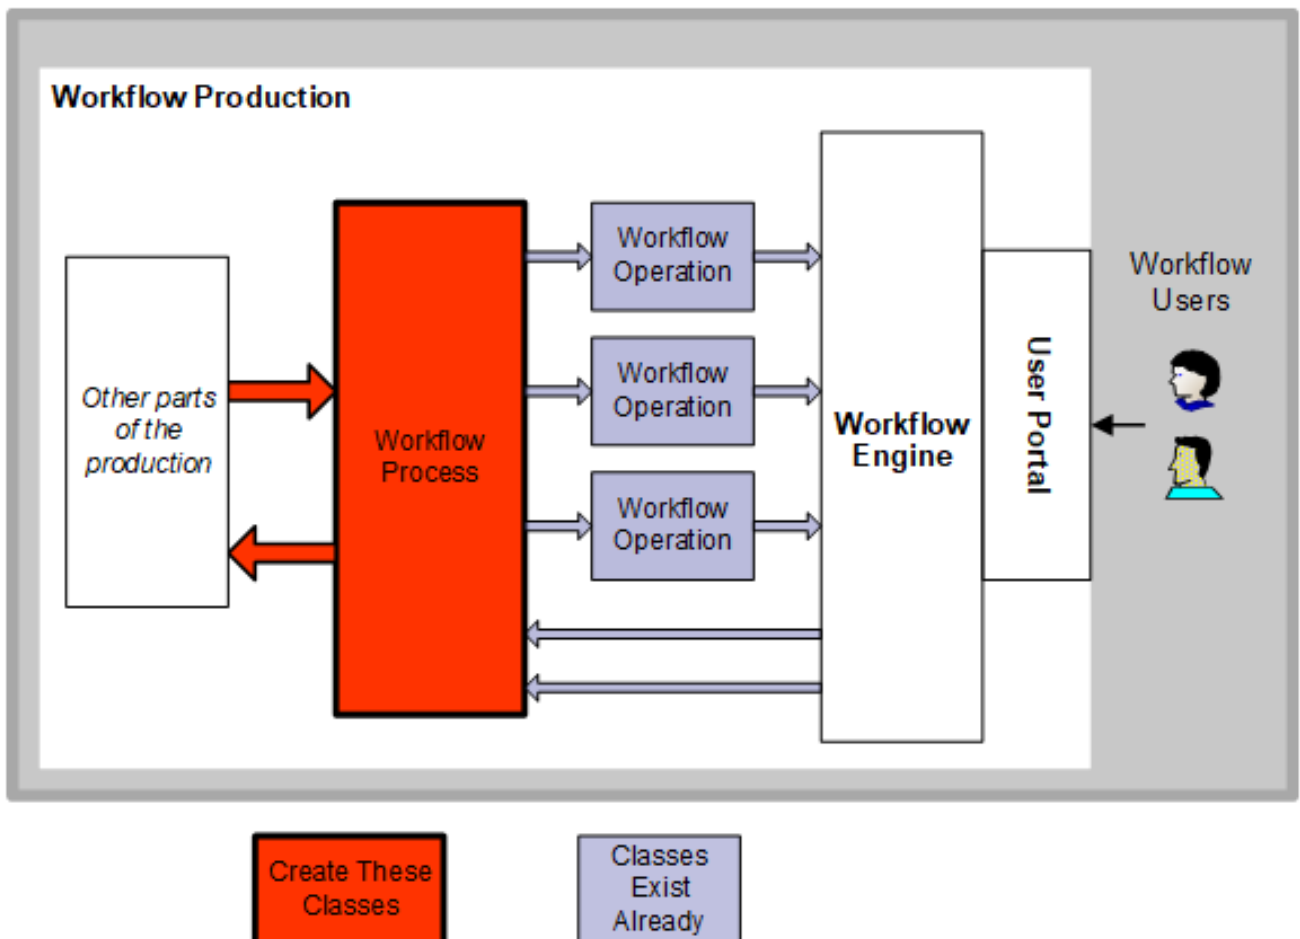 Workflow Production
Other parts
of the
production
Workflow
Process
Workflow
Operation
Workflow
Operation
Workflow
Operation
Workflow
Engine
User Portal
Workflow
Users
Create These
Classes
Classes
Exist
Already